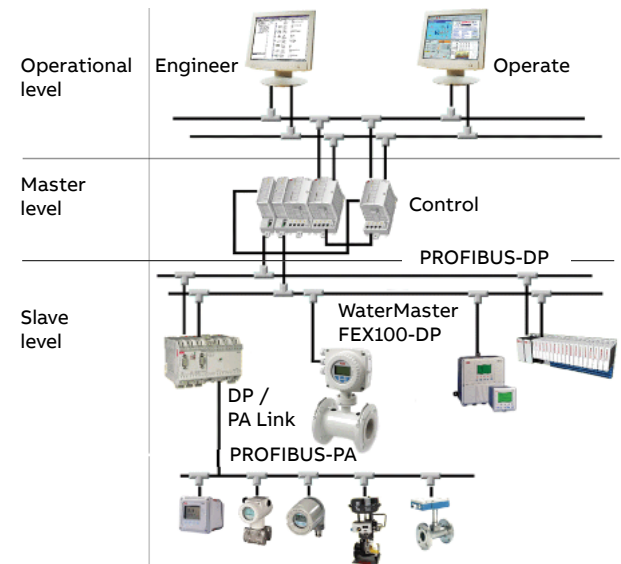 Operational
level
Engineer
Operate
Master
level
Control
PROFIBUS-DP
Slave
level
WaterMaster
FEX100-DP
DP /
PA Link
PROFIBUS-PA